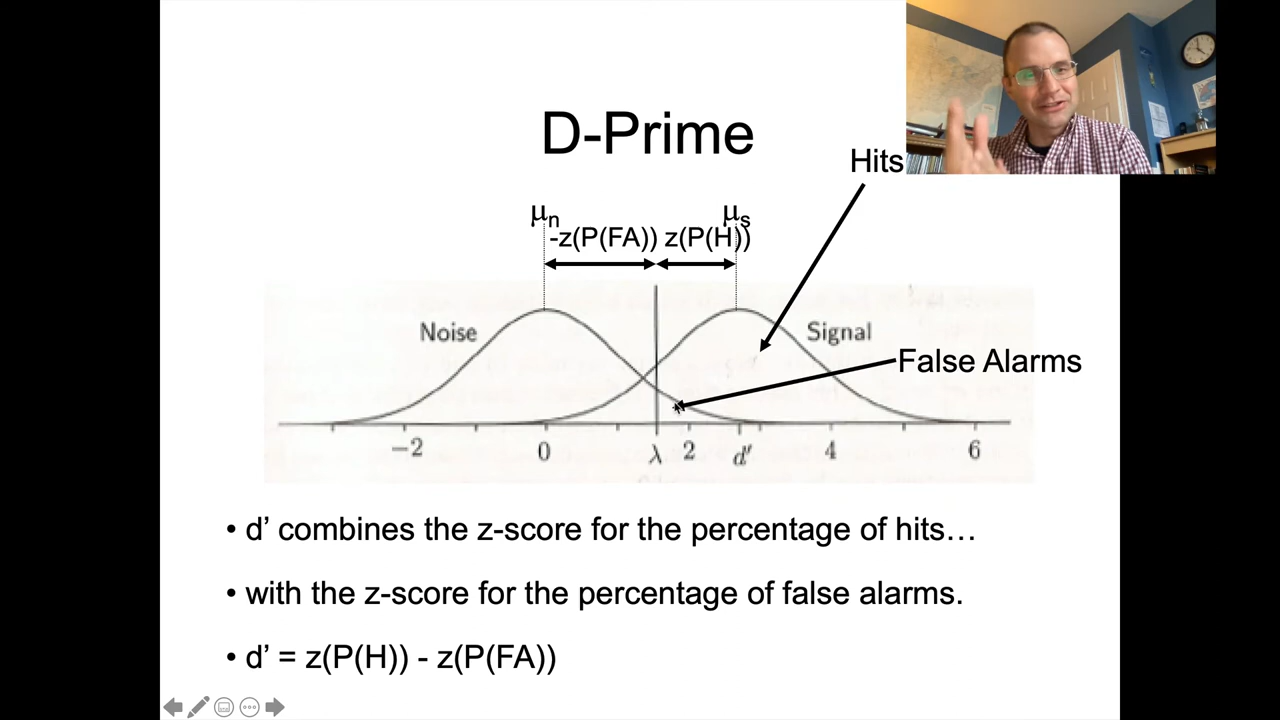 D-Prime
Hits
μn μs
-z(P(FA)) z(P(H))
Noise
Signal
False Alarms
−2 0 λ 2 d′ 4 6
• d’ combines the z-score for the percentage of hits…
• with the z-score for the percentage of false alarms.
• d’ = z(P(H)) - z(P(FA))